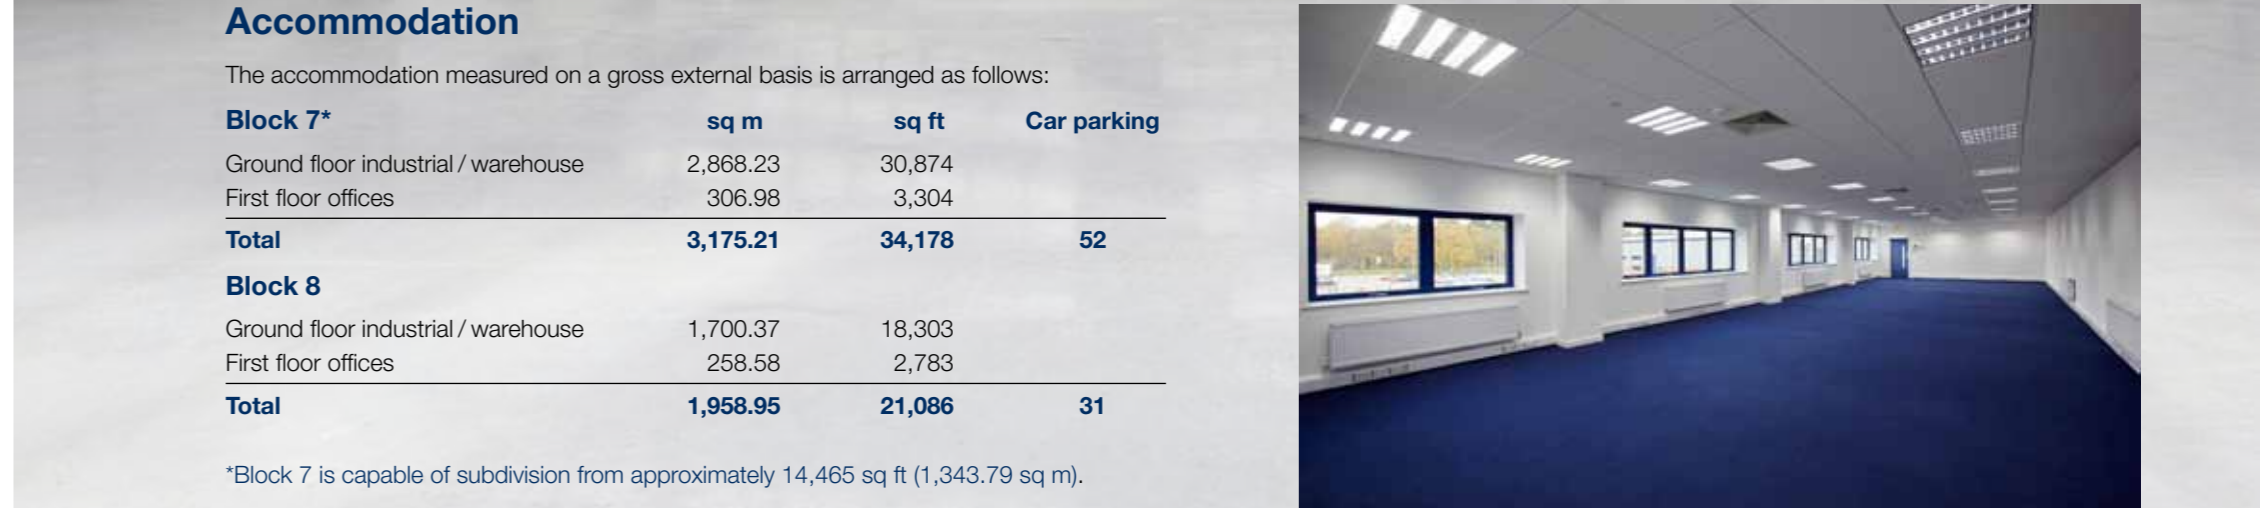 Accommodation
The accommodation measured on a gross external basis is arranged as follows:
Block 7* sq m sq ft Car parking
Ground floor industrial / warehouse 2,868.23 30,874
First floor offices 306.98 3,304
Total 3,175.21 34,178 52
Block 8
Ground floor industrial / warehouse 1,700.37 18,303
First floor offices 258.58 2,783
Total 1,958.95 21,086 31
*Block 7 is capable of subdivision from approximately 14,465 sq ft (1,343.79 sq m).